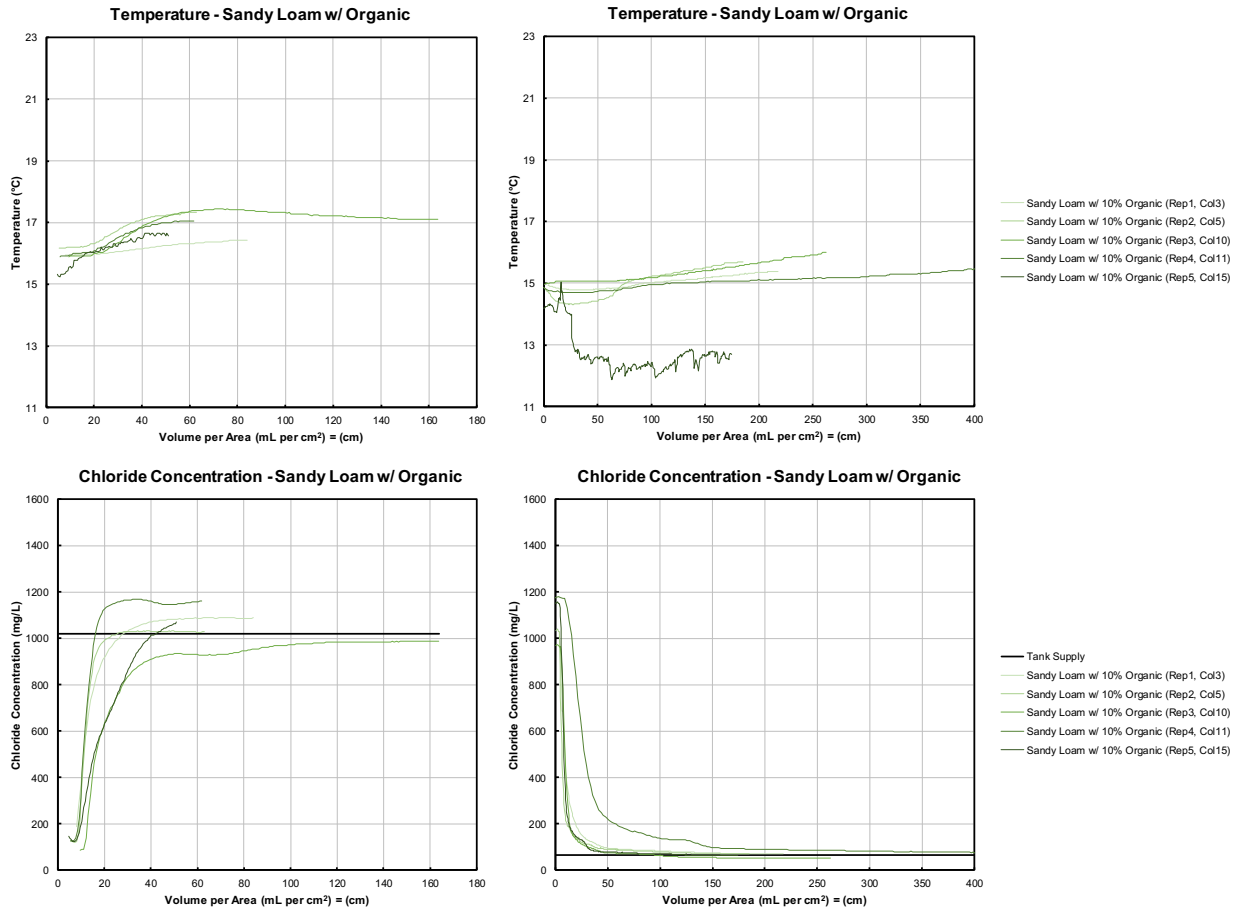 Temperature - Sandy Loam w/ Organic
23
21
19
17
15
13
11
Temperature (°C)
0 20 40 60 80 100 120 140 160 180
Volume per Area (mL per cm²) = (cm)
Temperature - Sandy Loam w/ Organic
23
21
19
17
15
13
11
Temperature (°C)
0 50 100 150 200 250 300 350 400
Volume per Area (mL per cm²) = (cm)
Sandy Loam w/ 10% Organic (Rep1, Col3)
Sandy Loam w/ 10% Organic (Rep2, Col5)
Sandy Loam w/ 10% Organic (Rep3, Col10)
Sandy Loam w/ 10% Organic (Rep4, Col11)
Sandy Loam w/ 10% Organic (Rep5, Col15)
Chloride Concentration - Sandy Loam w/ Organic
1600
1400
1200
1000
800
600
400
200
0
Chloride Concentration (mg/L)
0 20 40 60 80 100 120 140 160 180
Volume per Area (mL per cm²) = (cm)
Chloride Concentration - Sandy Loam w/ Organic
1600
1400
1200
1000
800
600
400
200
0
Chloride Concentration (mg/L)
0 50 100 150 200 250 300 350 400
Volume per Area (mL per cm²) = (cm)
Tank Supply
Sandy Loam w/ 10% Organic (Rep1, Col3)
Sandy Loam w/ 10% Organic (Rep2, Col5)
Sandy Loam w/ 10% Organic (Rep3, Col10)
Sandy Loam w/ 10% Organic (Rep4, Col11)
Sandy Loam w/ 10% Organic (Rep5, Col15)